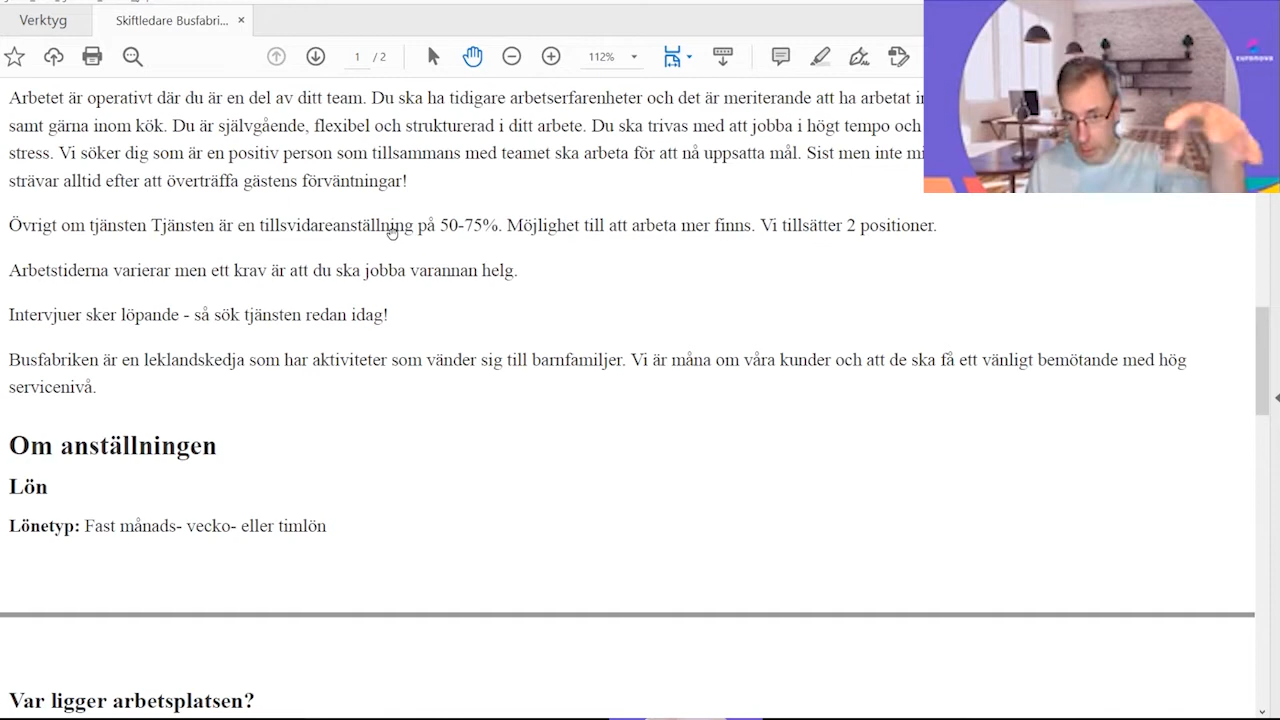 Verktyg
Skiftledare Busfabri... ×
1 / 2
112%
Arbetet är operativt där du är en del av ditt team. Du ska ha tidigare arbetserfarenheter och det är meriterande att ha arbetat
samt gärna inom kök. Du är självgående, flexibel och strukturerad i ditt arbete. Du ska trivas med att jobba i högt tempo och
stress. Vi söker dig som är en positiv person som tillsammans med teamet ska arbeta för att nå uppsatta mål. Sist men inte
strävar alltid efter att överträffa gästens förväntningar!
Övrigt om tjänsten Tjänsten är en tillsvidareanställning på 50-75%. Möjlighet till att arbeta mer finns. Vi tillsätter 2 positioner.
Arbetstiderna varierar men ett krav är att du ska jobba varannan helg.
Intervjuer sker löpande - så sök tjänsten redan idag!
Busfabriken är en leklandskedja som har aktiviteter som vänder sig till barnfamiljer. Vi är måna om våra kunder och att de ska få ett vänligt bemötande med hög
servicenivå.
Om anställningen
Lön
Lönetyp: Fast månads- vecko- eller timlön
Var ligger arbetsplatsen?